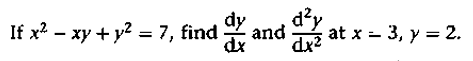 If x² – xy + y² = 7, find dy/dx and d²y/dx² at x = 3, y = 2.